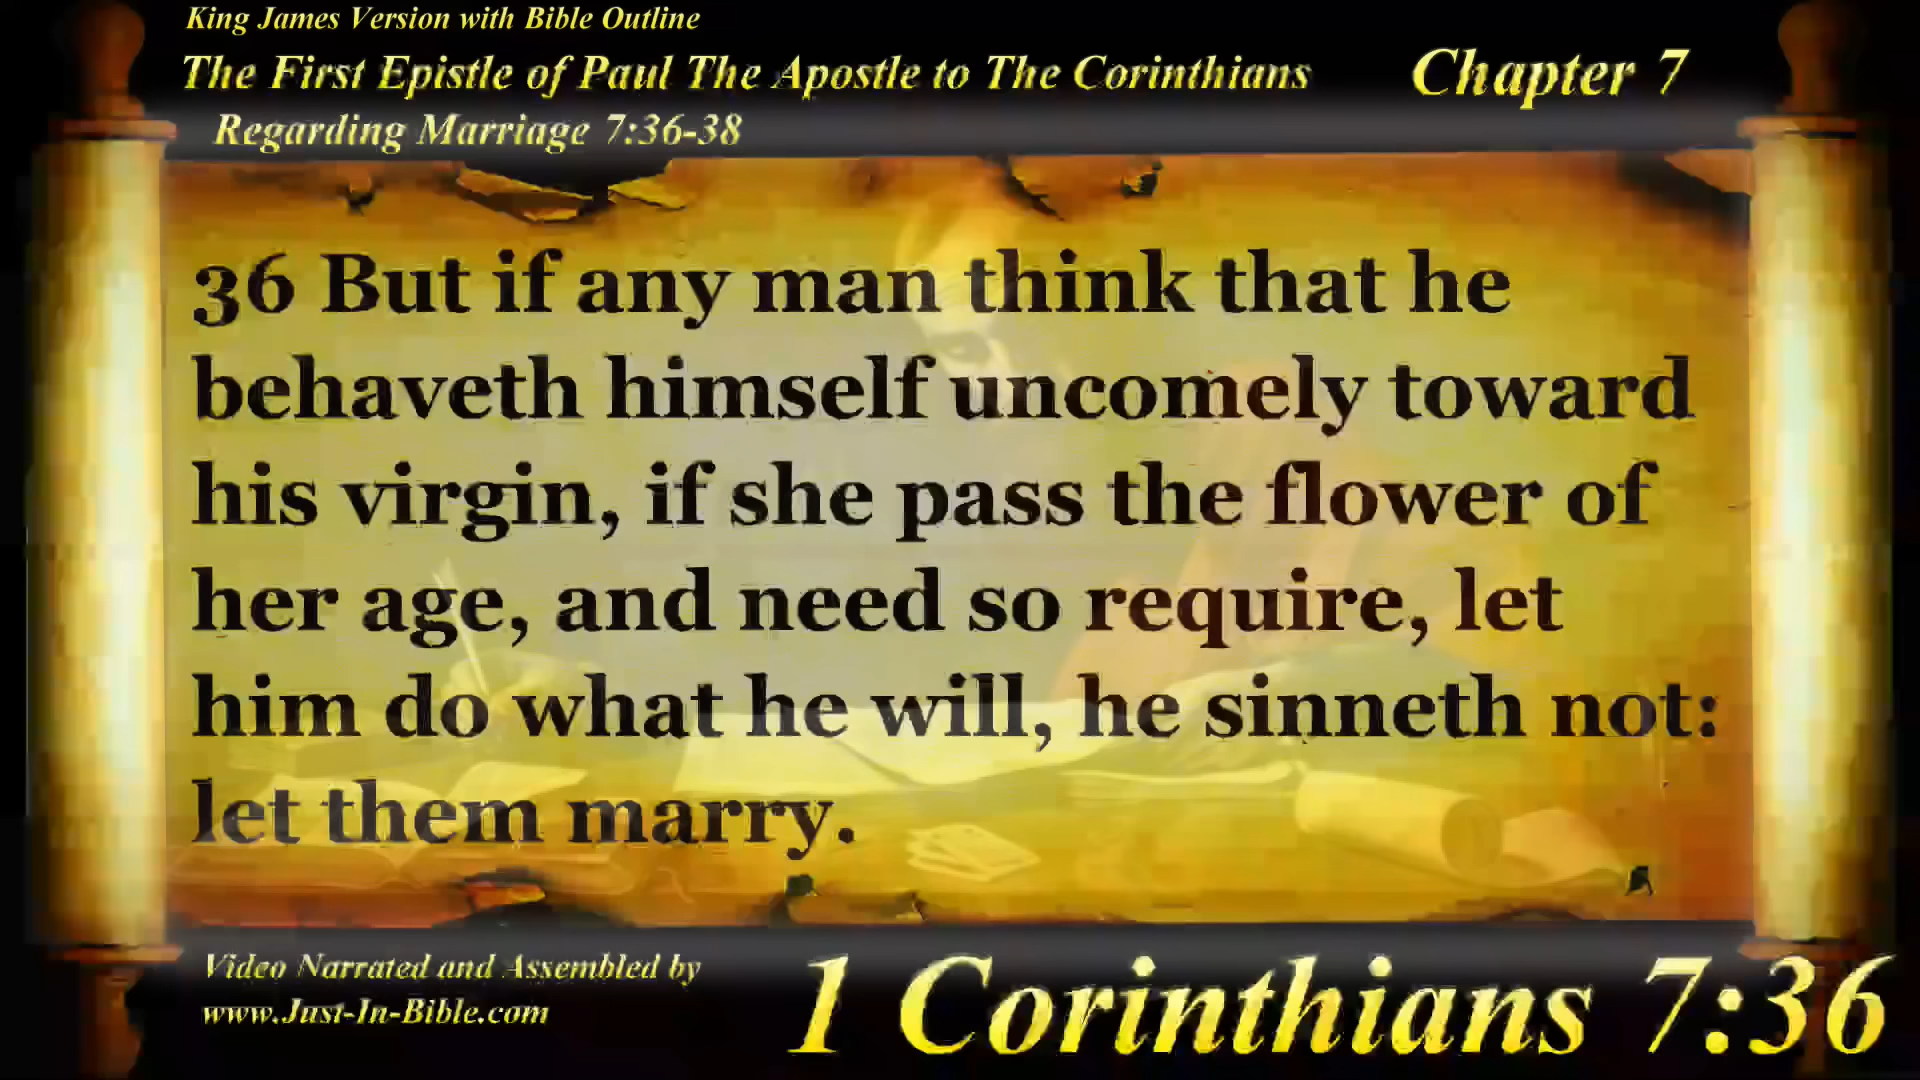 King James Version with Bible Outline
The First Epistle of Paul The Apostle to The Corinthians
Chapter 7
Regarding Marriage 7:36-38
36 But if any man think that he
behaveth himself uncomely toward
his virgin, if she pass the flower of
her age, and need so require, let
him do what he will, he sinneth not:
let them marry.
Video Narrated and Assembled by
www.Just-In-Bible.com
1 Corinthians 7:36